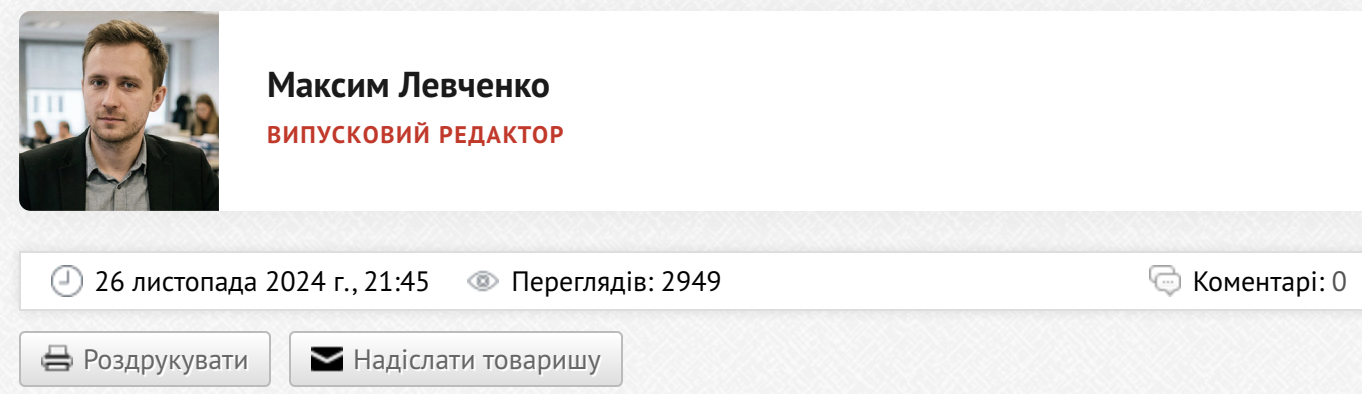 Максим Левченко
ВИПУСКОВИЙ РЕДАКТОР
26 листопада 2024 г., 21:45 Переглядів: 2949 Коментарі: 0
Роздрукувати Надіслати товаришу